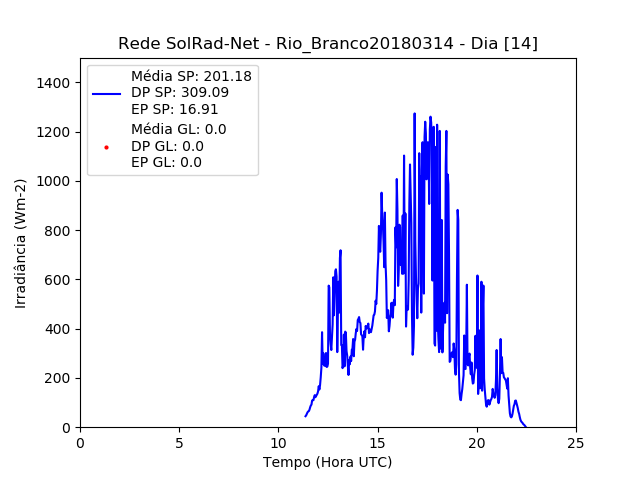 Rede SolRad-Net - Rio_Branco20180314 - Dia [14]
Média SP: 201.18
DP SP: 309.09
EP SP: 16.91
Média GL: 0.0
DP GL: 0.0
EP GL: 0.0
Irradiância (Wm-2)
1400
1200
1000
800
600
400
200
0
0 5 10 15 20 25
Tempo (Hora UTC)